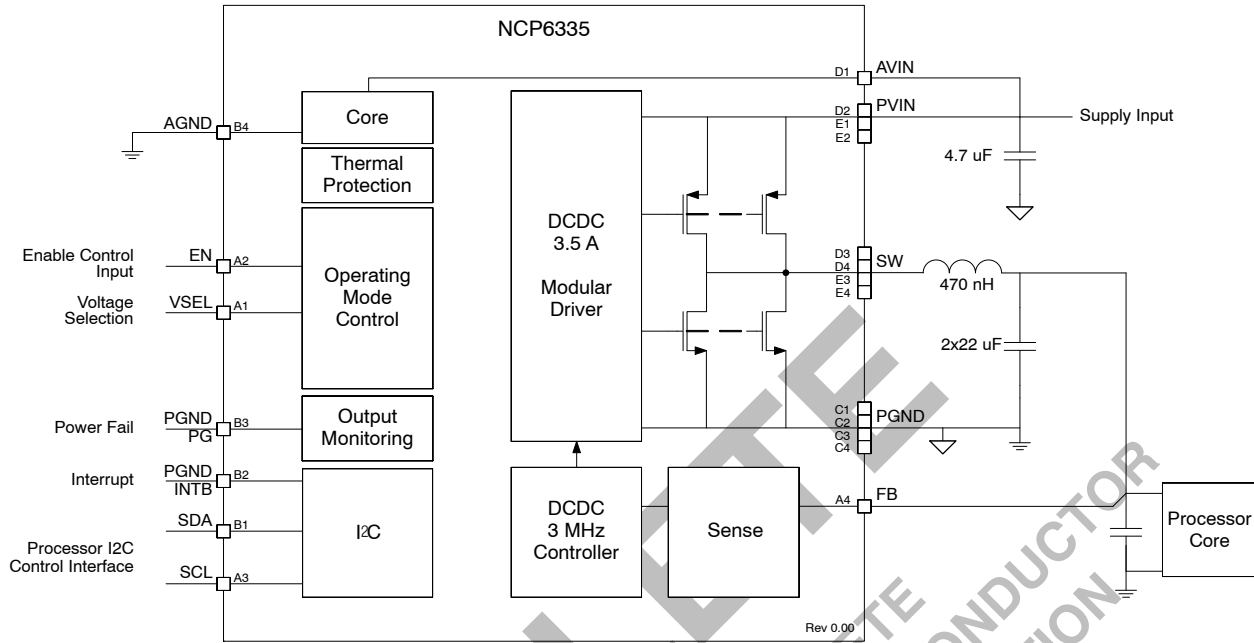 NCP6335
AGND B4
Core
D1 AVIN
D2 PVIN
E1
E2
Supply Input
Thermal
Protection
4.7 uF
DCDC
3.5 A
Modular
Driver
Enable Control
Input
EN A2
Voltage
Selection
VSEL A1
Operating
Mode
Control
D3
D4
E3
E4
SW
470 nH
2x22 uF
Power Fail
PGND
PG
B3
Output
Monitoring
C1
C2
C3
C4
PGND
Interrupt
PGND
INTB
B2
SDA B1
Processor I2C
Control Interface
SCL A3
I2C
DCDC
3 MHz
Controller
Sense
A4 FB
Processor
Core
Rev 0.00